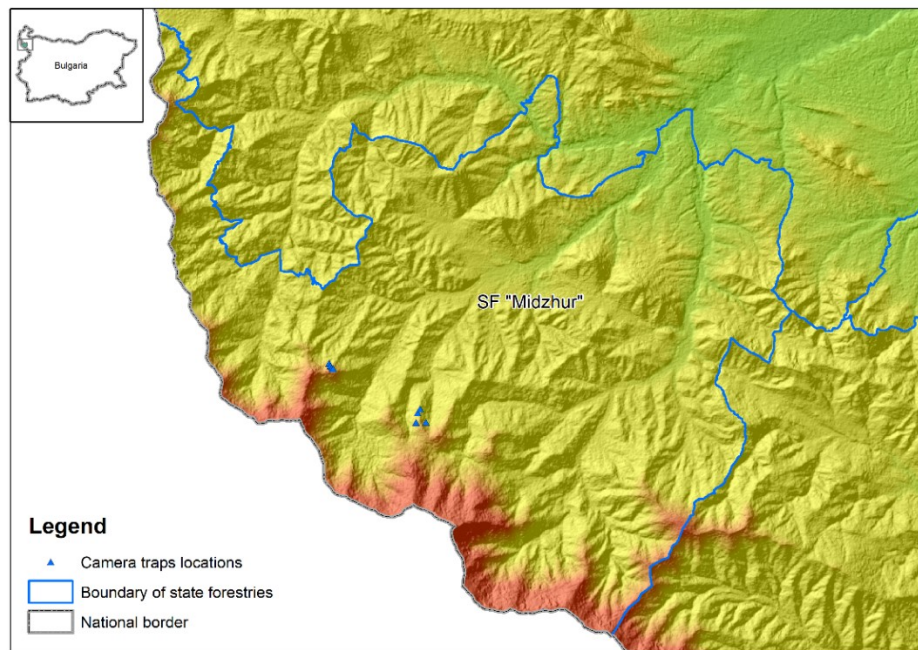 Bulgaria
SF "Midzhur"
Legend
Camera traps locations
Boundary of state forestries
National border